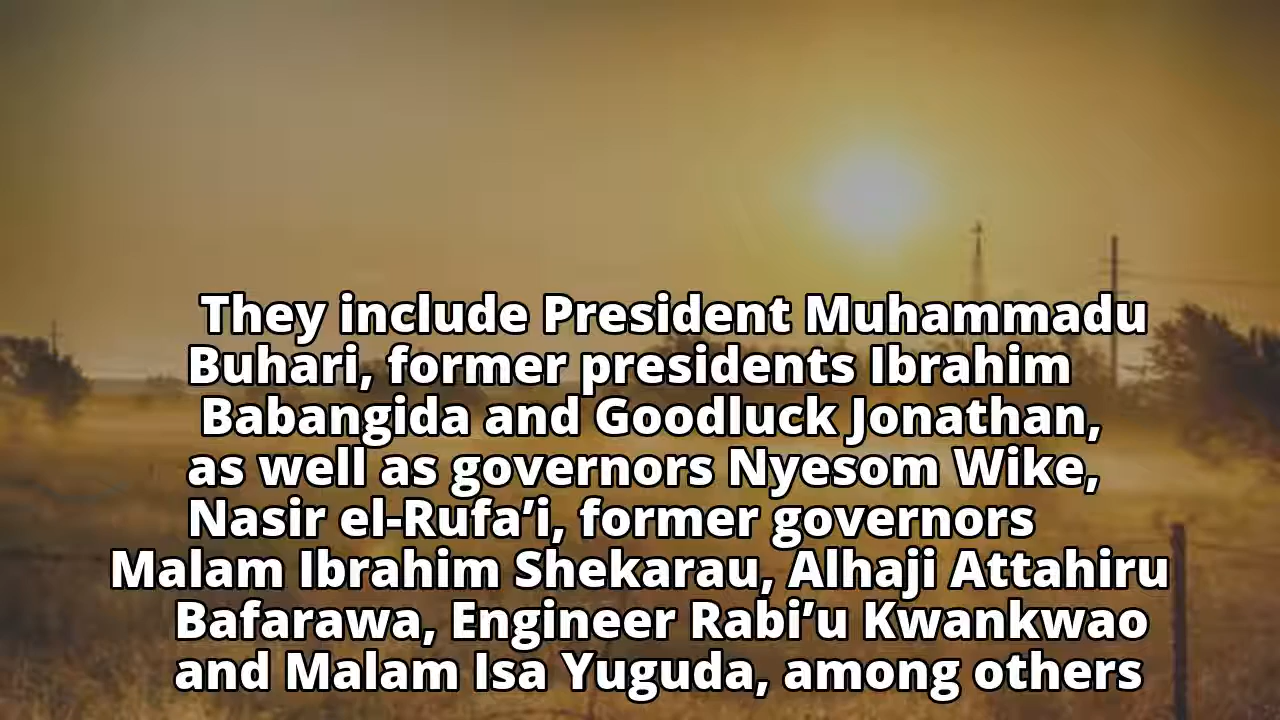 They include President Muhammadu
Buhari, former presidents Ibrahim
Babangida and Goodluck Jonathan,
as well as governors Nyesom Wike,
Nasir el-Rufa’i, former governors
Malam Ibrahim Shekarau, Alhaji Attahiru
Bafarawa, Engineer Rabi’u Kwankwao
and Malam Isa Yuguda, among others